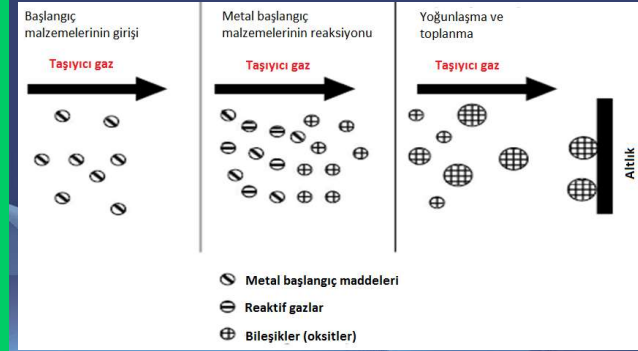 Başlangıç
malzemelerinin girişi
Taşıyıcı gaz
Metal başlangıç
malzemelerinin reaksiyonu
Taşıyıcı gaz
Yoğunlaşma ve
toplanma
Taşıyıcı gaz
Altlık
Metal başlangıç maddeleri
Reaktif gazlar
Bileşikler (oksitler)